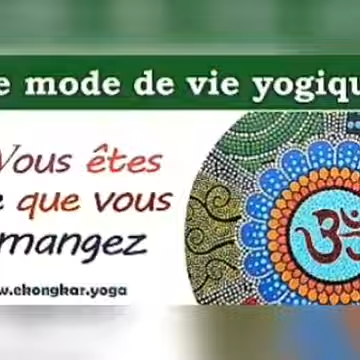 e mode de vie yogiqu
Vous êtes
e que vous
mangez
w.ekongkar.yoga
ॐ